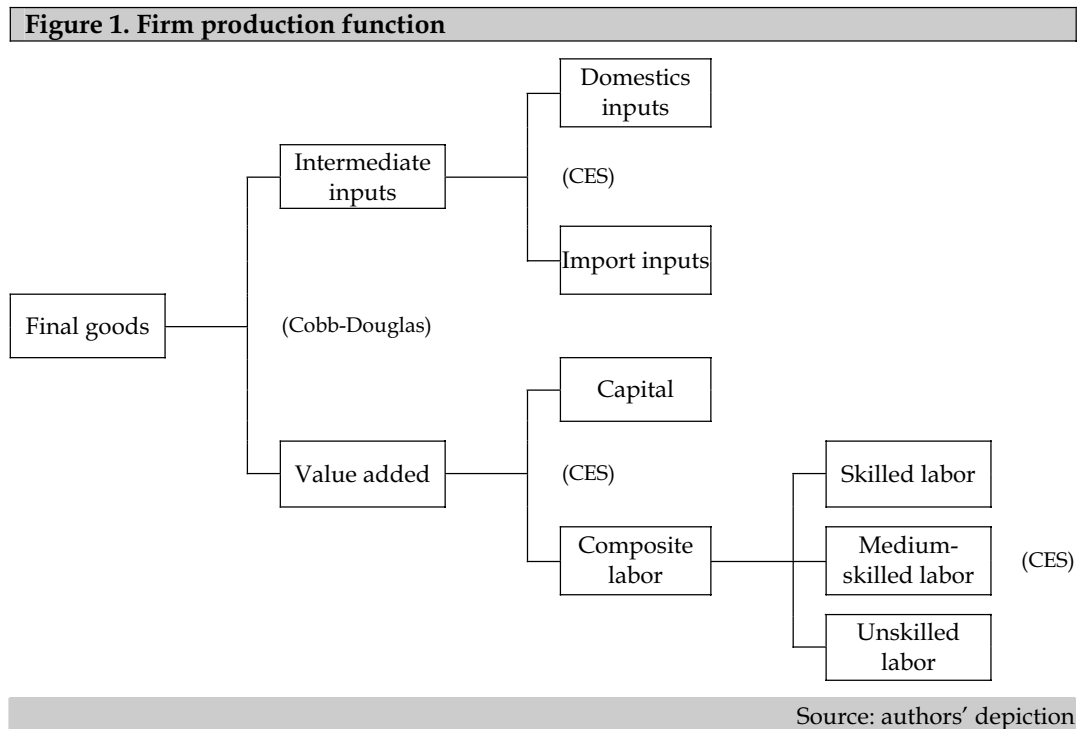 Figure 1. Firm production function
Domestics
inputs
Intermediate
inputs
(CES)
Import inputs
Final goods
(Cobb-Douglas)
Capital
Value added
(CES)
Skilled labor
Composite
labor
Medium-
skilled labor
(CES)
Unskilled
labor
Source: authors’ depiction